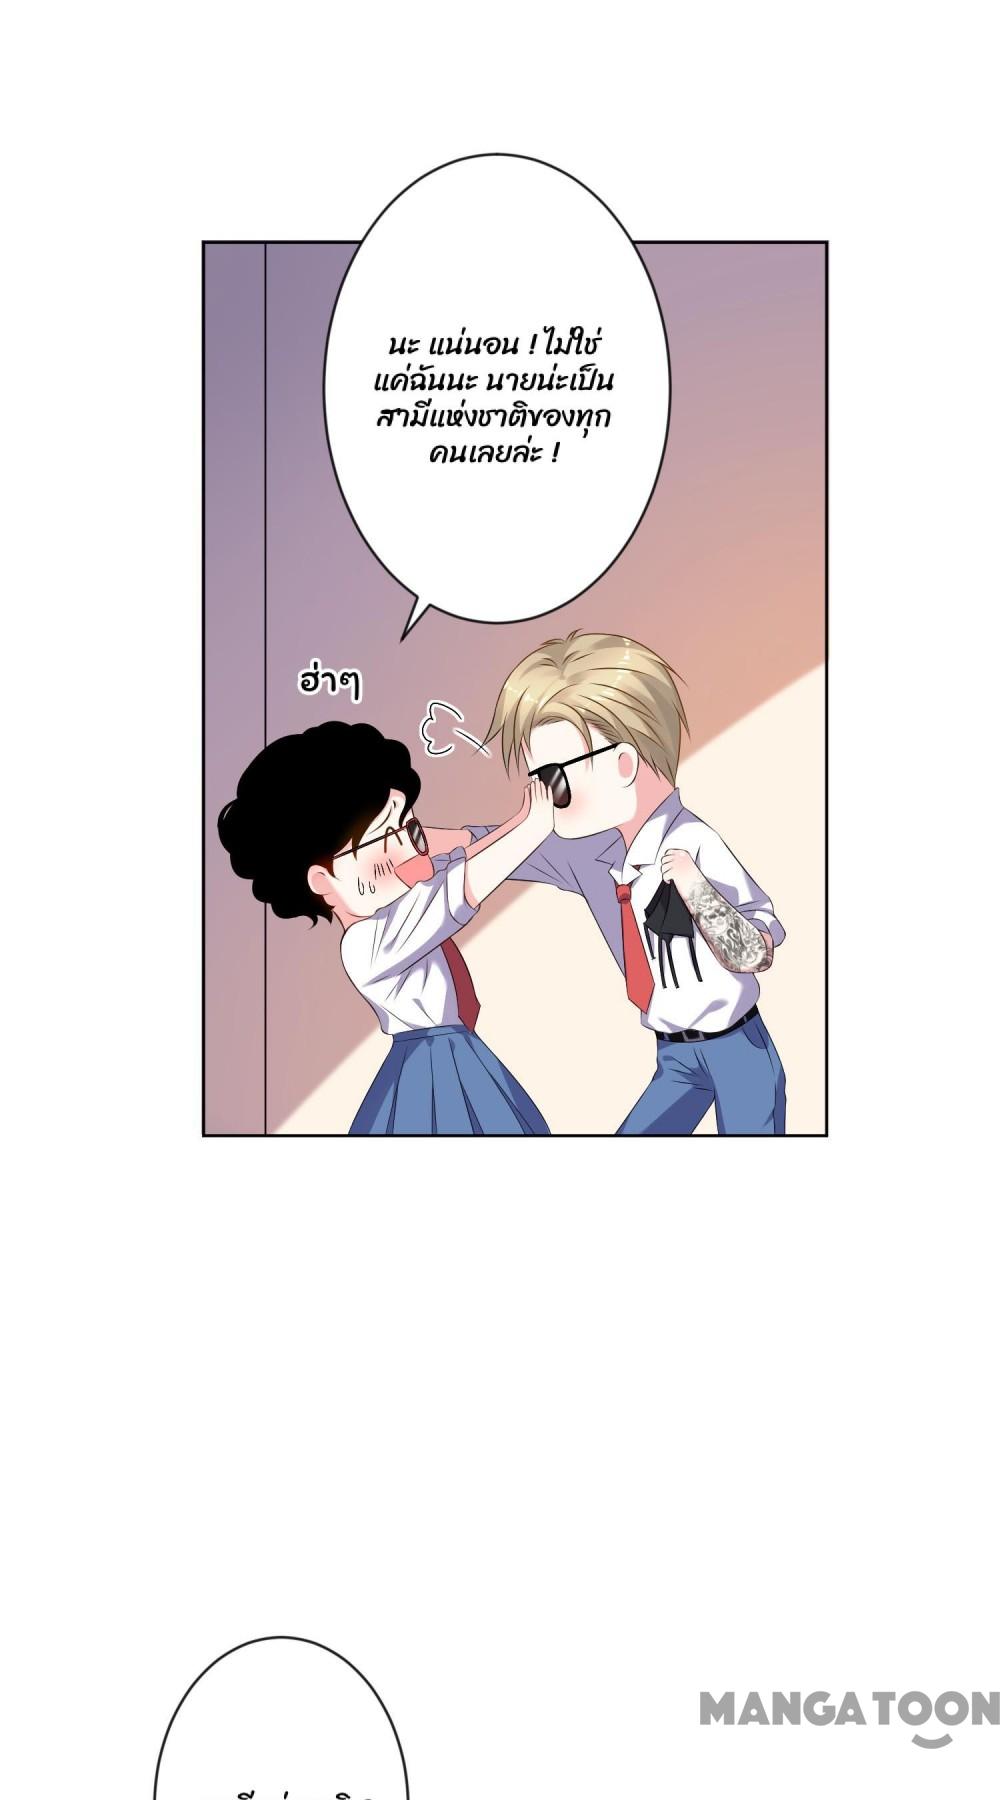 นะ แน่นอน ! ไม่ใช่
แค่ฉันนะ นายน่ะเป็น
สามีแห่งชาติของทุก
คนเลยล่ะ !
ฮ่าๆ
MANGATOON